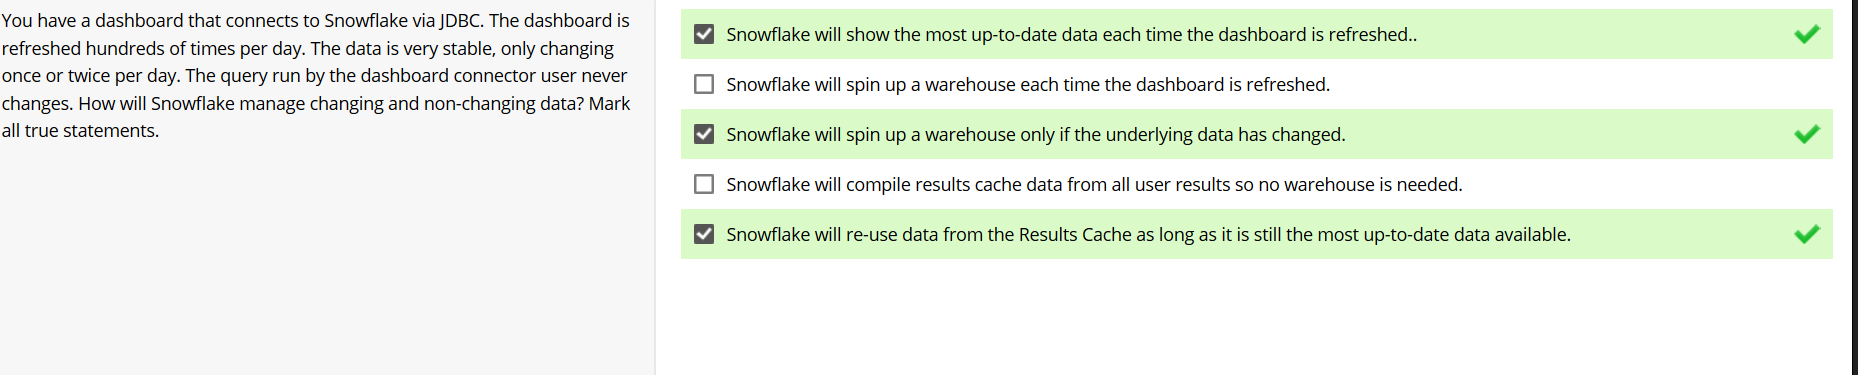 You have a dashboard that connects to Snowflake via JDBC. The dashboard is
refreshed hundreds of times per day. The data is very stable, only changing
once or twice per day. The query run by the dashboard connector user never
changes. How will Snowflake manage changing and non-changing data? Mark
all true statements.
Snowflake will show the most up-to-date data each time the dashboard is refreshed..
Snowflake will spin up a warehouse each time the dashboard is refreshed.
Snowflake will spin up a warehouse only if the underlying data has changed.
Snowflake will compile results cache data from all user results so no warehouse is needed.
Snowflake will re-use data from the Results Cache as long as it is still the most up-to-date data available.